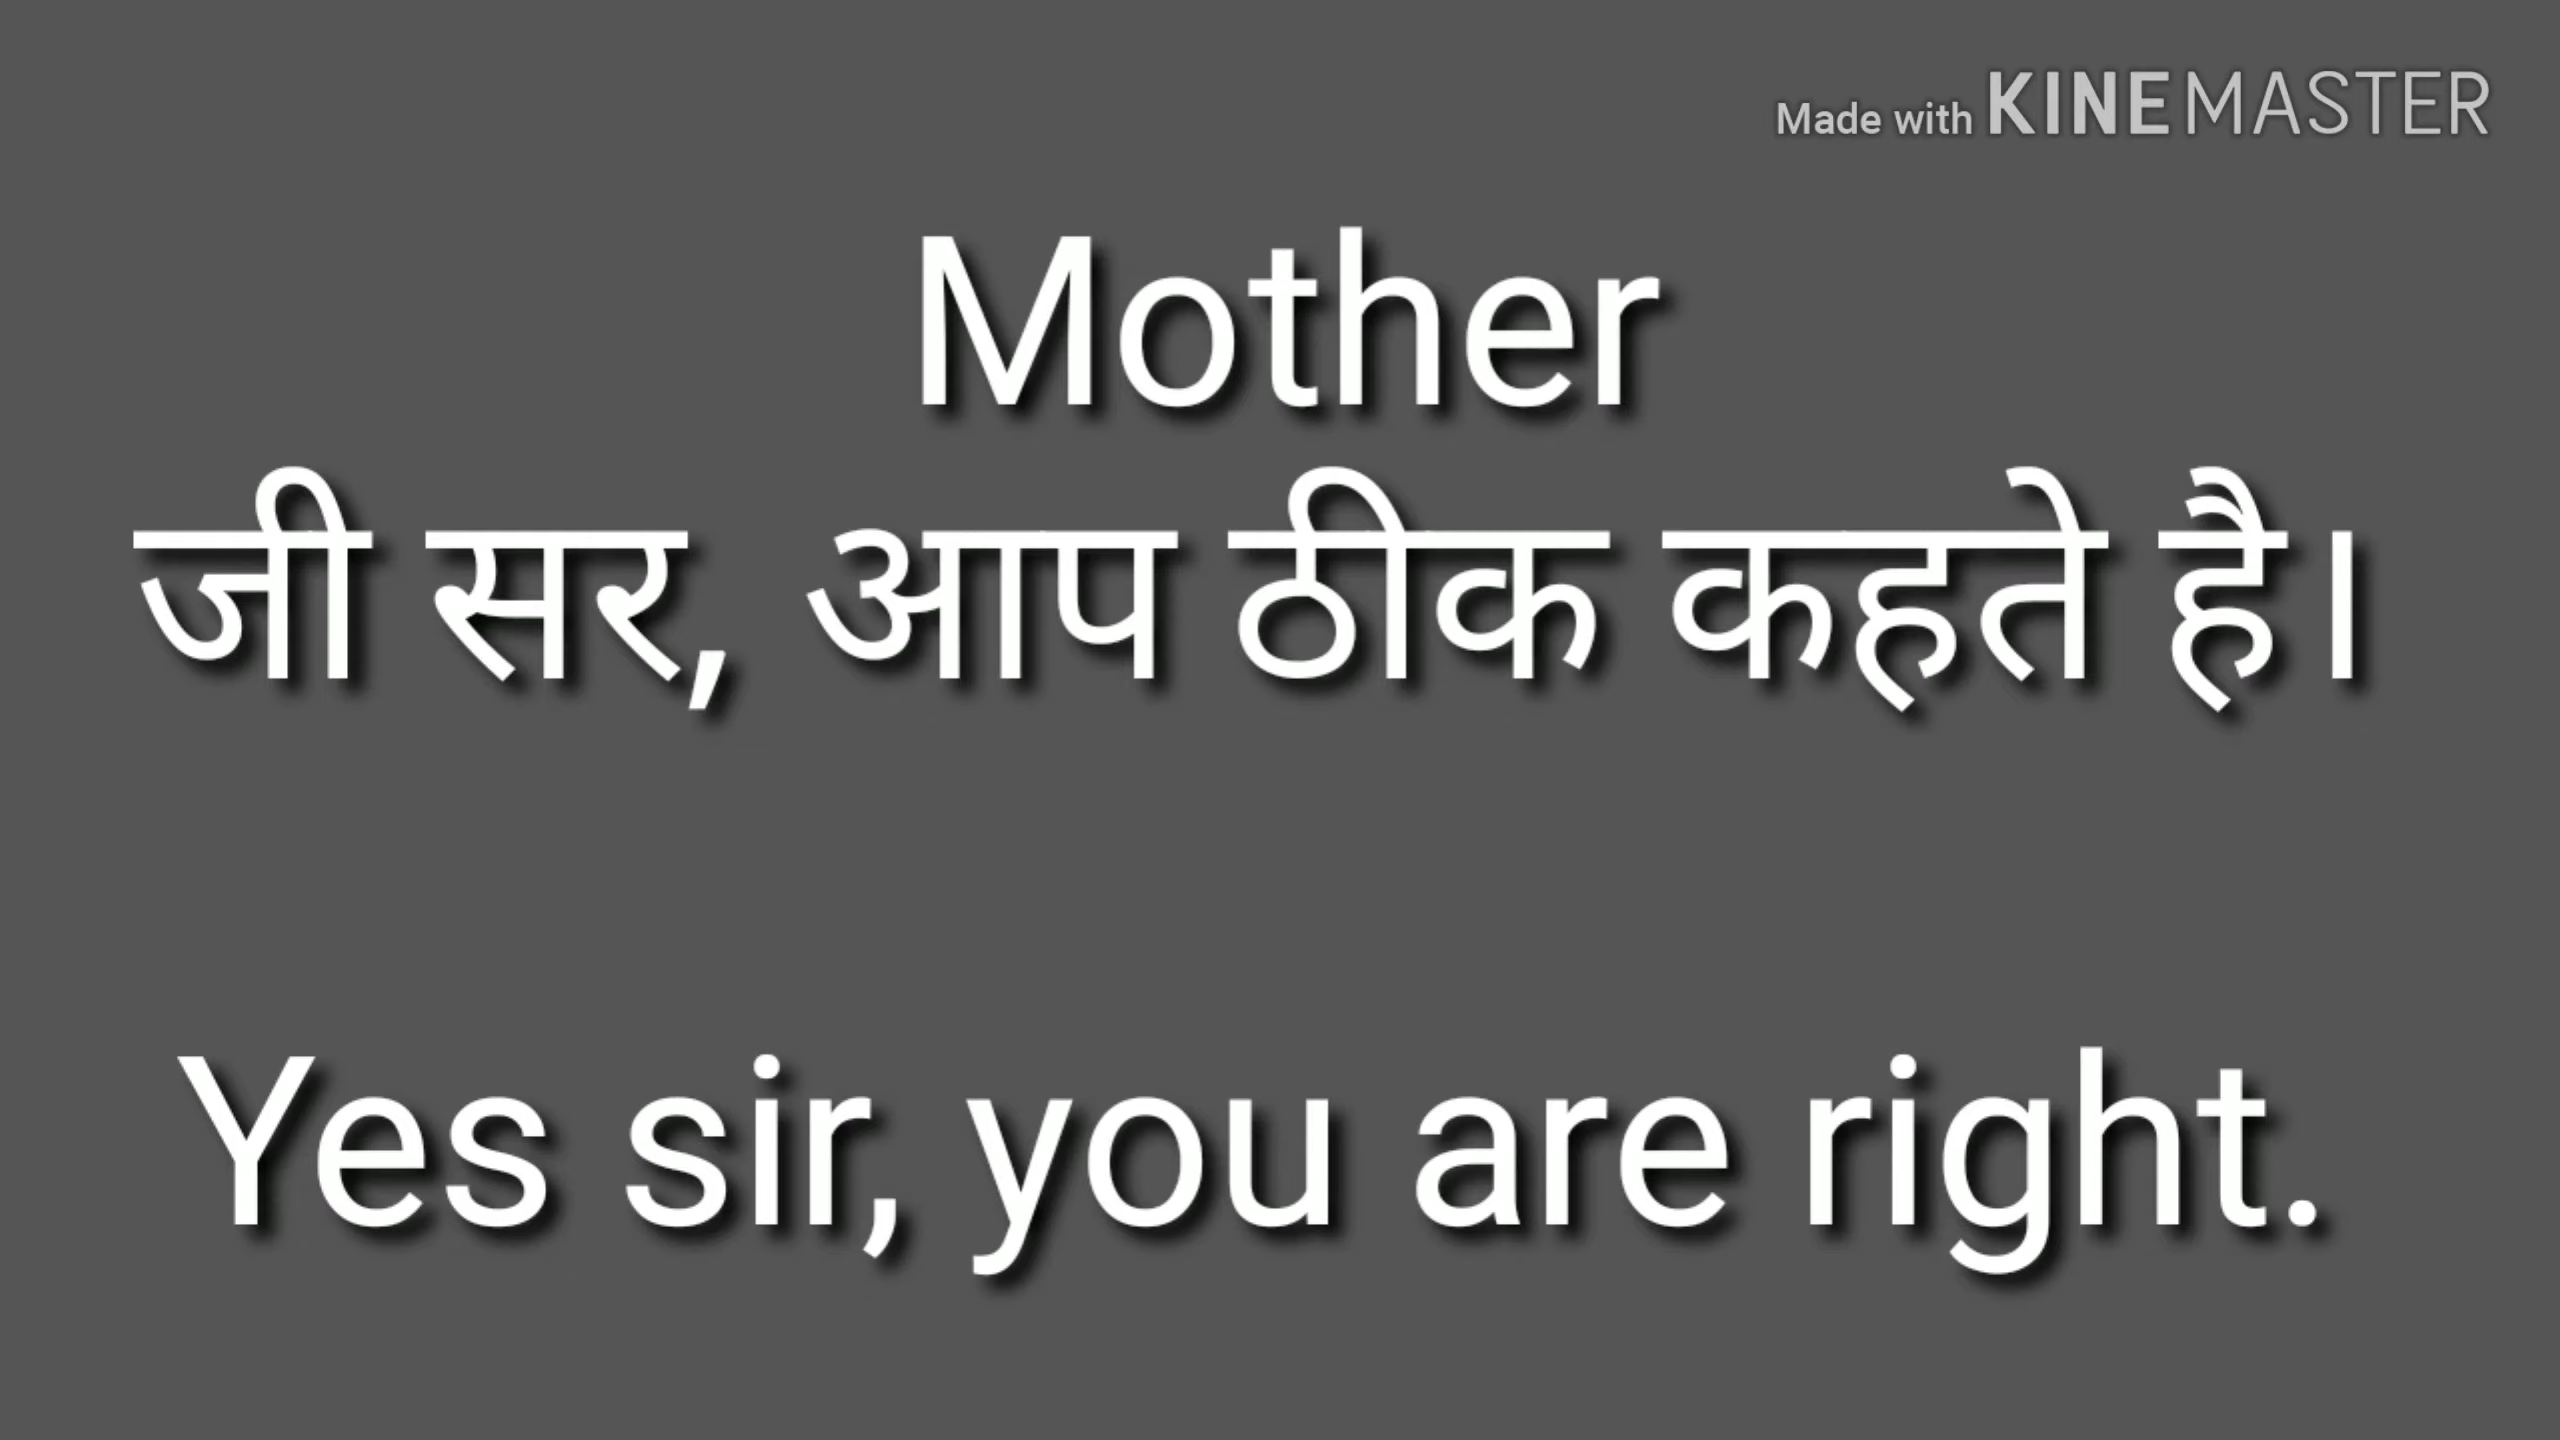 Made with KINEMASTER
Mother
जी सर, आप ठीक कहते है।
Yes sir, you are right.